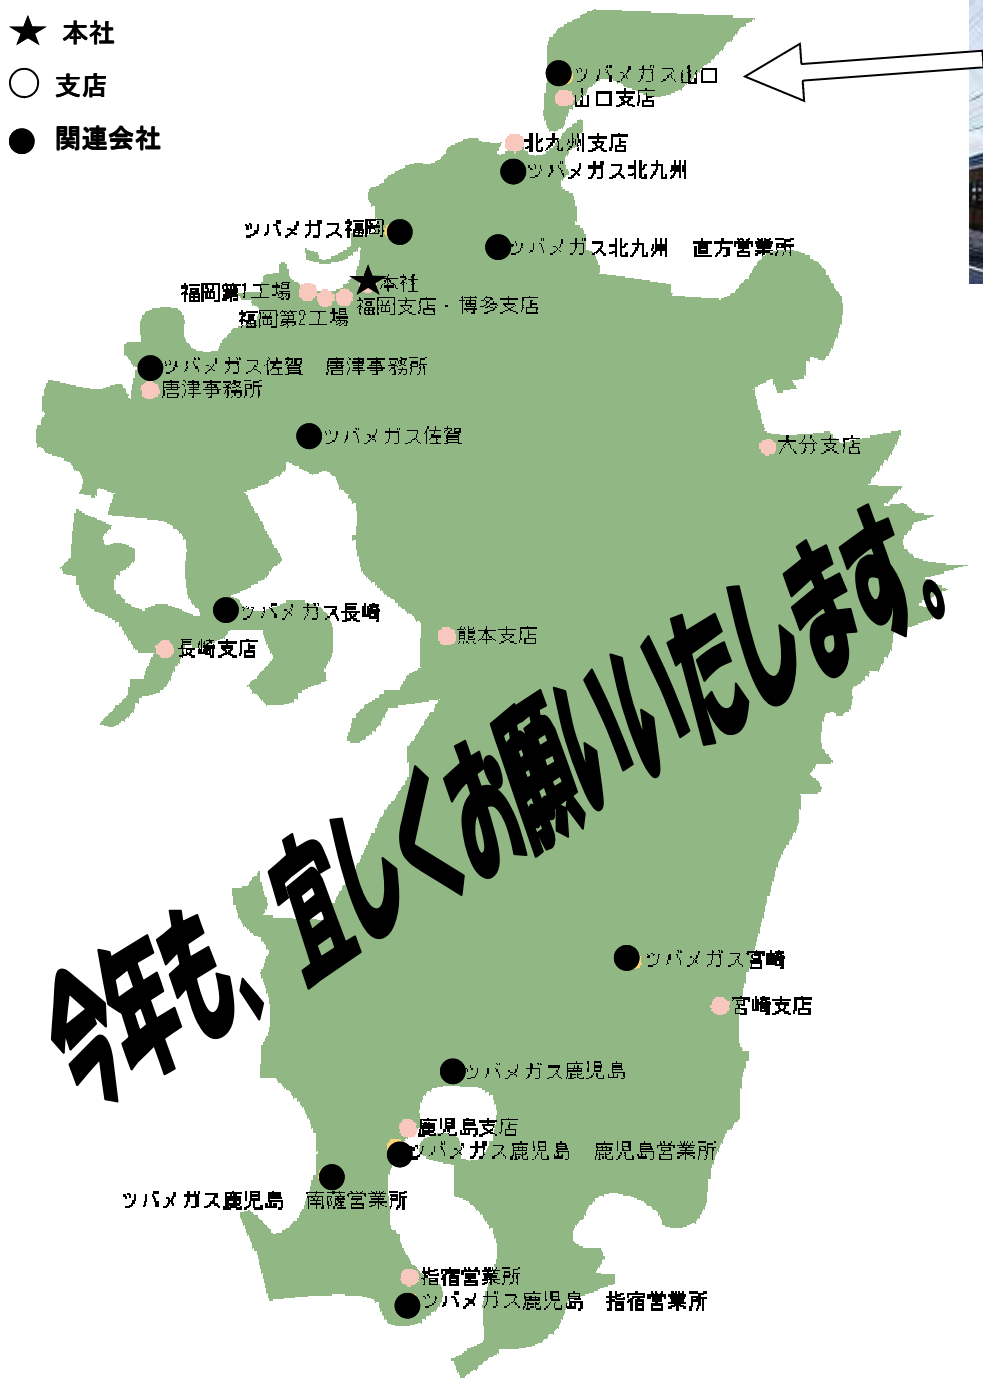 本社
支店
関連会社
ツバメガス山口
山口支店
北九州支店
ツバメガス北九州
ツバメガス福岡
ツバメガス北九州　直方営業所
本社
福岡第1工場
福岡支店・博多支店
福岡第2工場
ツバメガス佐賀　唐津事務所
唐津事務所
ツバメガス佐賀
大分支店
ツバメガス長崎
長崎支店
熊本支店
今年も、宜しくお願いいたします。
ツバメガス宮崎
宮崎支店
ツバメガス鹿児島
鹿児島支店
ツバメガス鹿児島　鹿児島営業所
ツバメガス鹿児島　南薩営業所
指宿営業所
ツバメガス鹿児島　指宿営業所